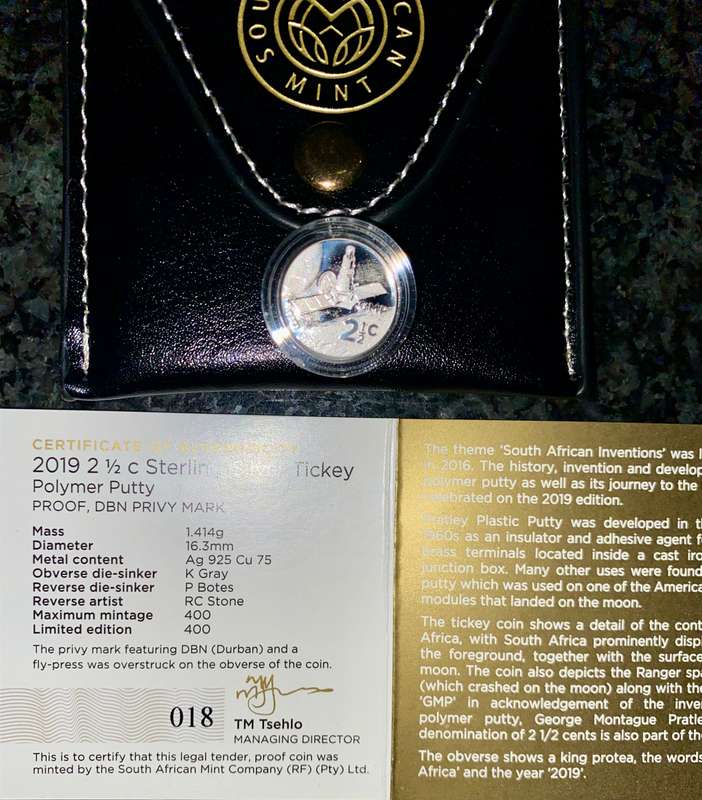 SOU
MINT
CAN
2½C
CERTIFICATE OF AUTHENTICITY
2019 2 ½ c Sterling Silver Tickey
Polymer Putty
PROOF, DBN PRIVY MARK
Mass 1.414g
Diameter 16.3mm
Metal content Ag 925 Cu 75
Obverse die-sinker K Gray
Reverse die-sinker P Botes
Reverse artist RC Stone
Maximum mintage 400
Limited edition 400
The privy mark featuring DBN (Durban) and a
fly-press was overstruck on the obverse of the coin.
018
TM Tsehlo
MANAGING DIRECTOR
This is to certify that this legal tender, proof coin was
minted by the South African Mint Company (RF) (Pty) Ltd.
The theme 'South African Inventions' was l
in 2016. The history, invention and develop
polymer putty as well as its journey to the
celebrated on the 2019 edition.
Pratley Plastic Putty was developed in t
1960s as an insulator and adhesive agent f
brass terminals located inside a cast iro
junction box. Many other uses were found
putty which was used on one of the America
modules that landed on the moon.
The tickey coin shows a detail of the cont
Africa, with South Africa prominently displ
the foreground, together with the surface
moon. The coin also depicts the Ranger spa
(which crashed on the moon) along with the
'GMP' in acknowledgement of the inve
polymer putty, George Montague Pratle
denomination of 2 1/2 cents is also part of the
The obverse shows a king protea, the words
Africa' and the year '2019'.